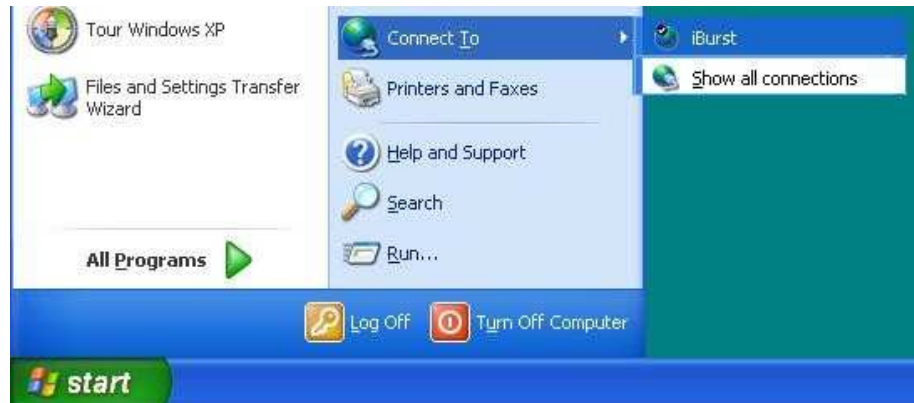 Tour Windows XP
Files and Settings Transfer
Wizard
All Programs
Connect To
Printers and Faxes
Help and Support
Search
Run...
iBurst
Show all connections
Log Off
Turn Off Computer
start